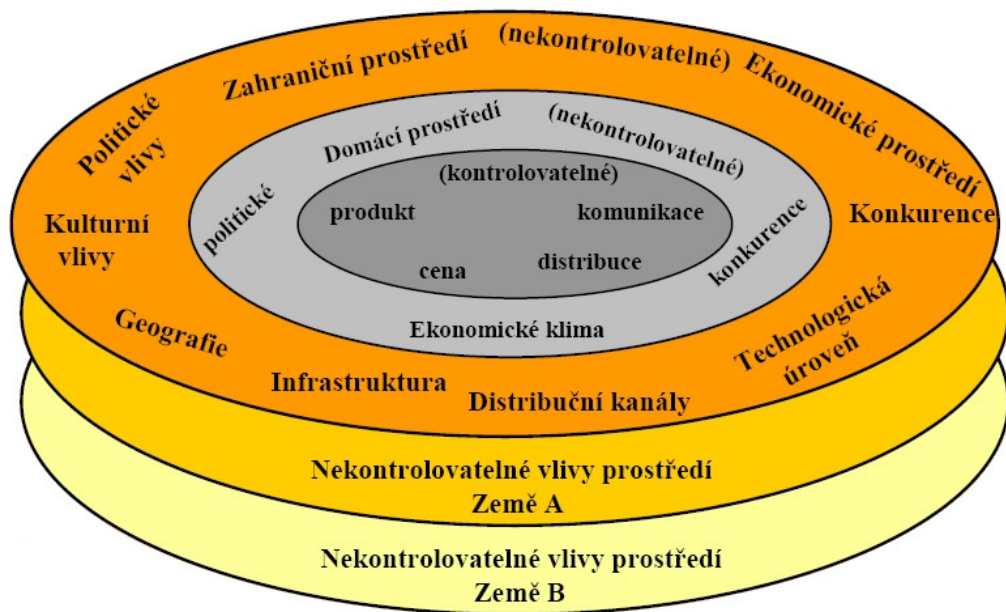 Zahraniční prostředí
(nekontrolovatelné)
Ekonomické prostředí
Politické
vlivy
Domácí prostředí
(nekontrolovatelné)
(kontrolovatelné)
politické
produkt
komunikace
Konkurence
Kulturní
vlivy
konkurence
cena
distribuce
Geografie
Ekonomické klima
Technologická
úroveň
Infrastruktura
Distribuční kanály
Nekontrolovatelné vlivy prostředí
Země A
Nekontrolovatelné vlivy prostředí
Země B